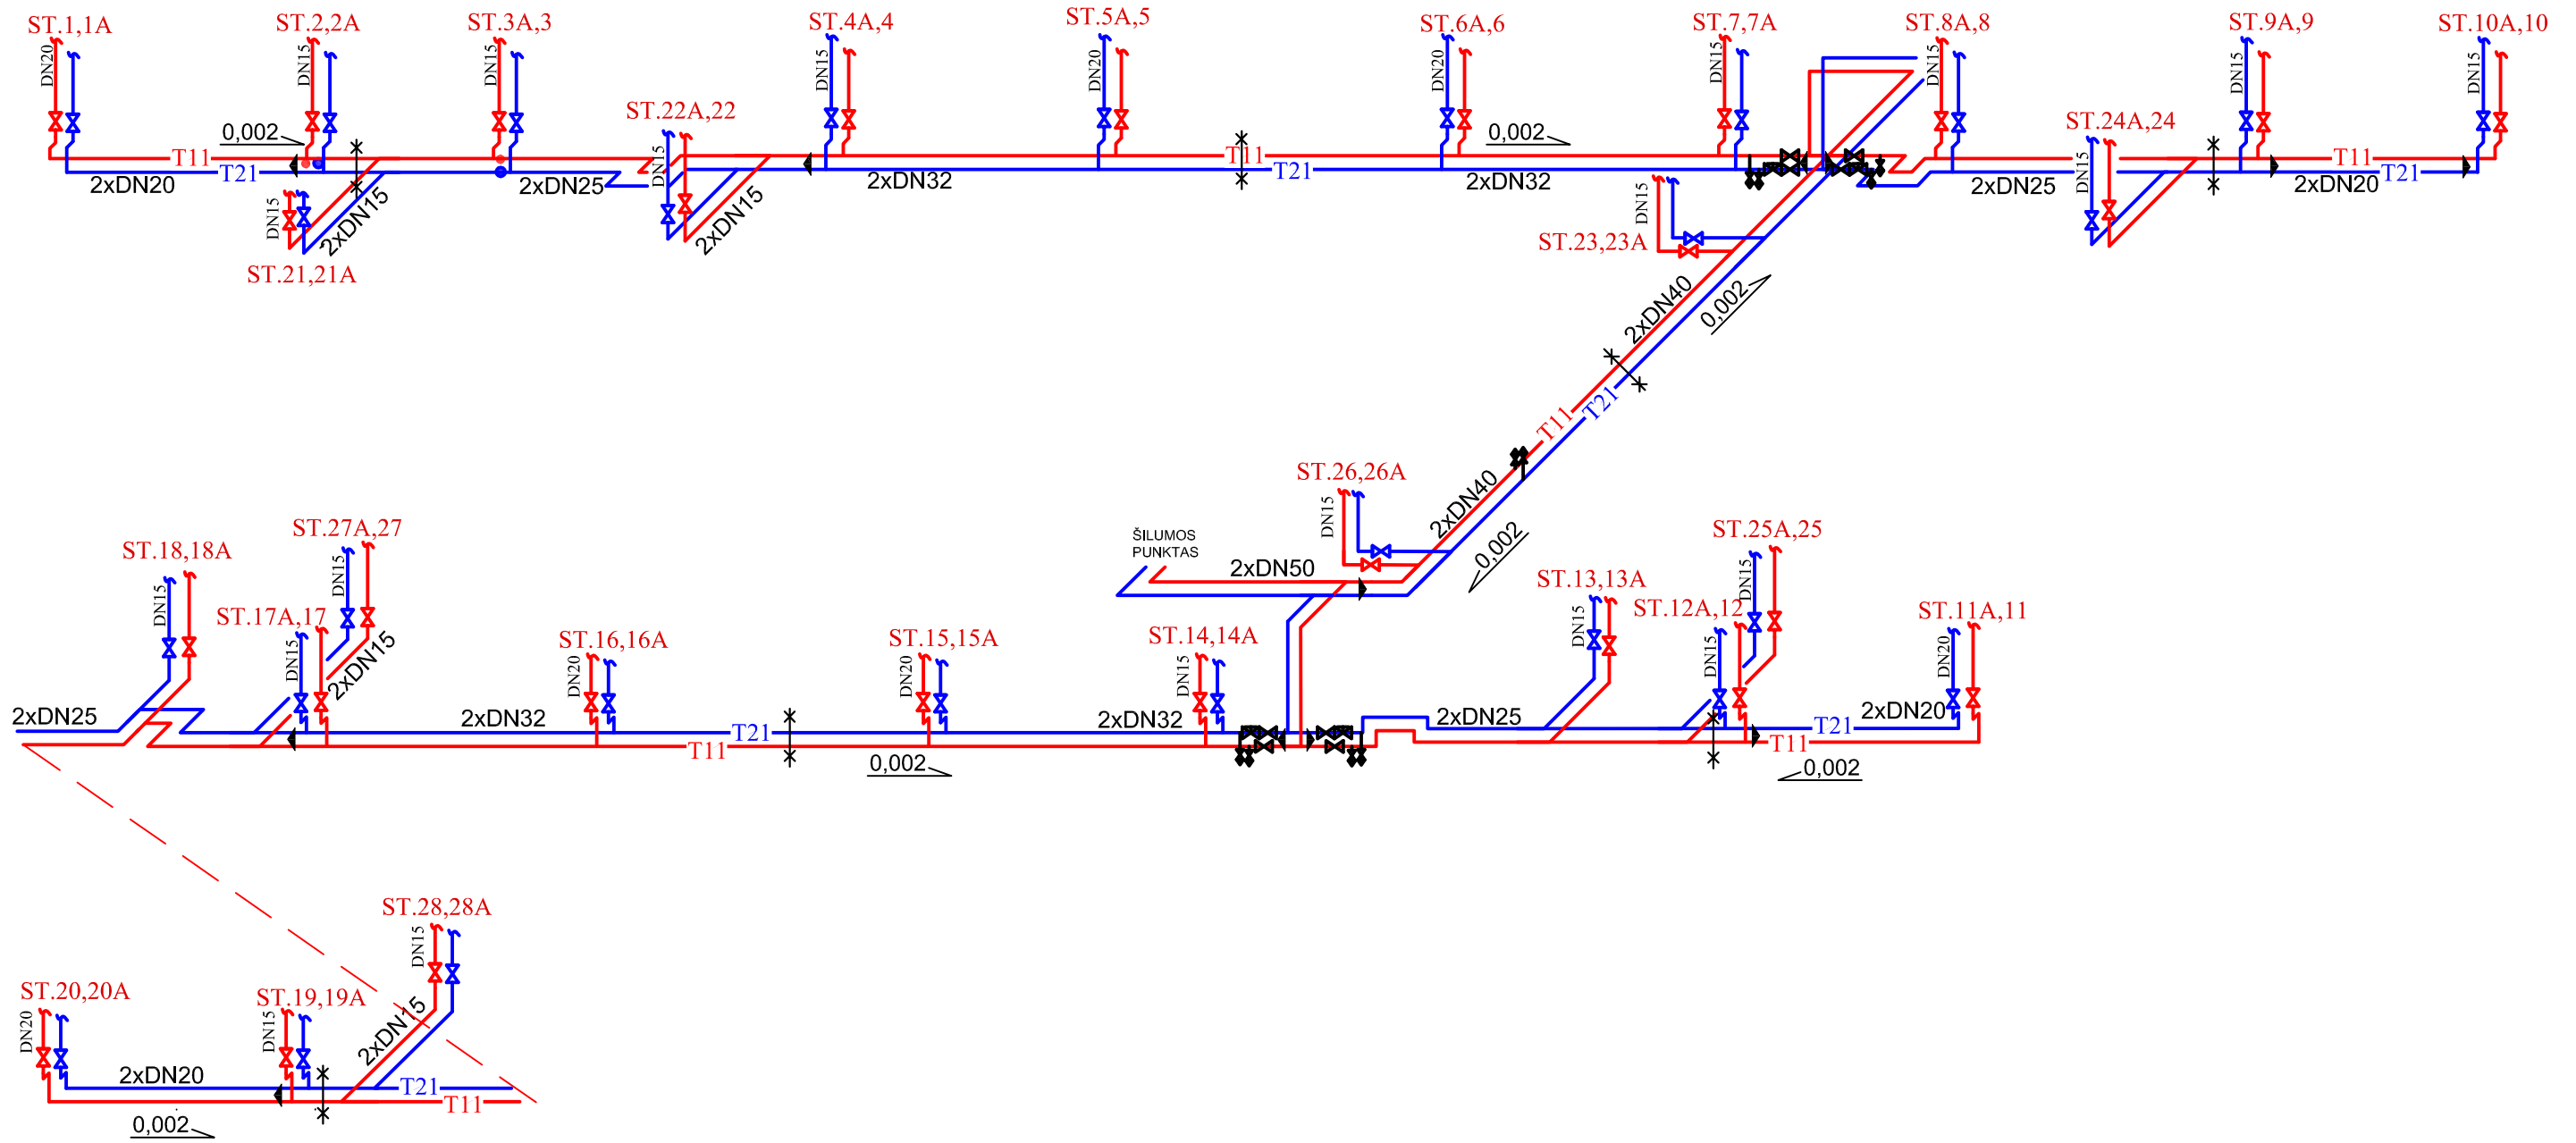 ST.1,1A
ST.2,2A
ST.3A,3
ST.4A,4
ST.5A,5
ST.6A,6
ST.7,7A
ST.8A,8
ST.9A,9
ST.10A,10
DN20
DN15
DN15
DN15
DN20
DN20
DN15
DN15
DN15
DN15
ST.22A,22
ST.24A,24
0,002
0,002
T11
T11
T11
DN15
DN15
2xDN20
T21
2xDN25
2xDN32
T21
2xDN32
2xDN25
2xDN20
T21
DN15
2xDN15
2xDN15
DN15
ST.23,23A
ST.21,21A
2xDN40
0,002
T11
T21
ST.26,26A
DN15
2xDN40
0,002
ŠILUMOS
PUNKTAS
2xDN50
ST.18,18A
ST.27A,27
ST.25A,25
DN15
DN15
DN15
ST.17A,17
ST.16,16A
ST.15,15A
ST.14,14A
ST.13,13A
ST.12A,12
ST.11A,11
DN15
2xDN15
DN20
DN20
DN15
DN15
DN15
DN20
2xDN25
2xDN32
T21
2xDN32
2xDN25
T21
2xDN20
T11
T11
0,002
0,002
ST.28,28A
DN15
ST.20,20A
ST.19,19A
DN20
DN15
2xDN15
2xDN20
T21
T11
0,002